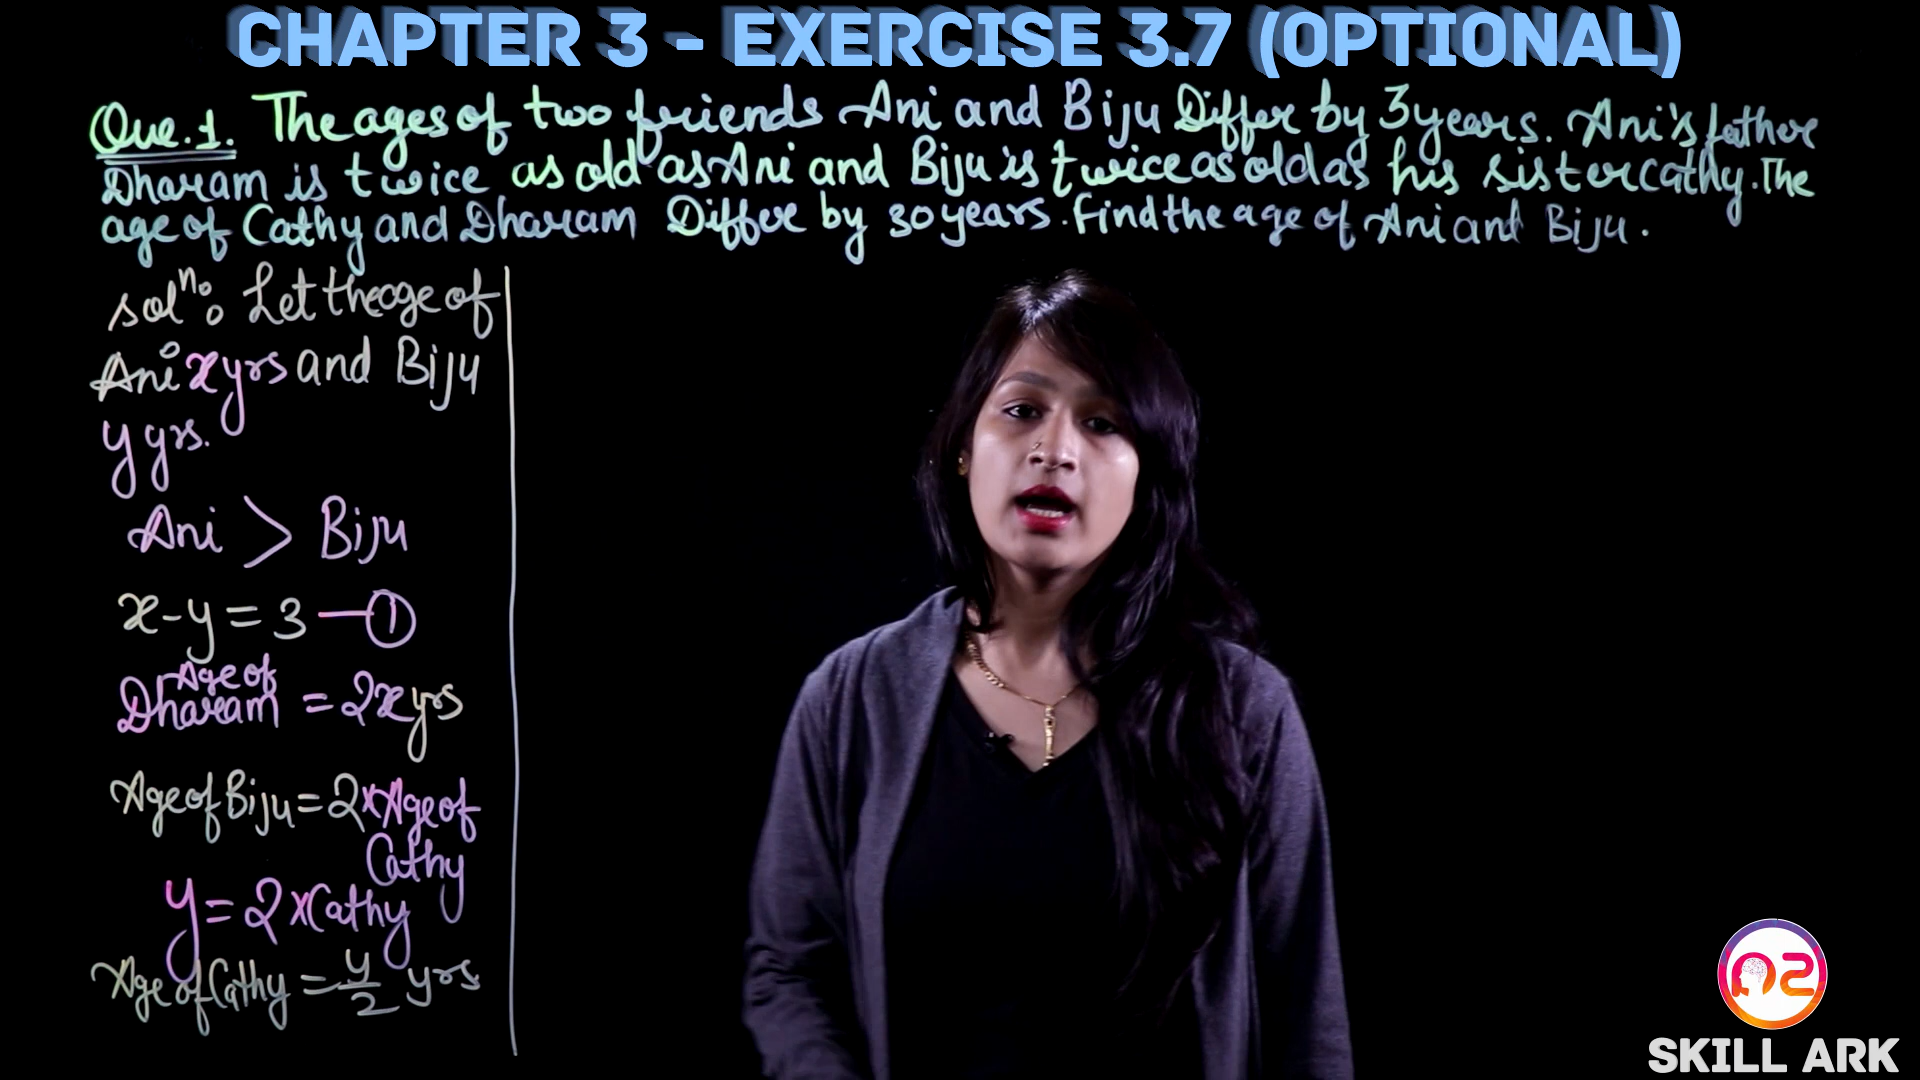 CHAPTER 3 - EXERCISE 3.7 (OPTIONAL)
Que.1. The ages of two friends Ani and Biju Differ by 3 years. Ani's father
Dharam is twice as old as Ani and Biju is twice as old as his sister Cathy. The
age of Cathy and Dharam Differ by 30 years. Find the age of Ani and Biju.
solⁿ: Let the age of
Ani x yrs and Biju
y yrs.
Ani > Biju
x-y = 3 —①
Age of
Dharam = 2x yrs
Age of Biju = 2 x Age of
Cathy
y = 2 x Cathy
Age of Cathy = y/2 yrs
SKILL ARK